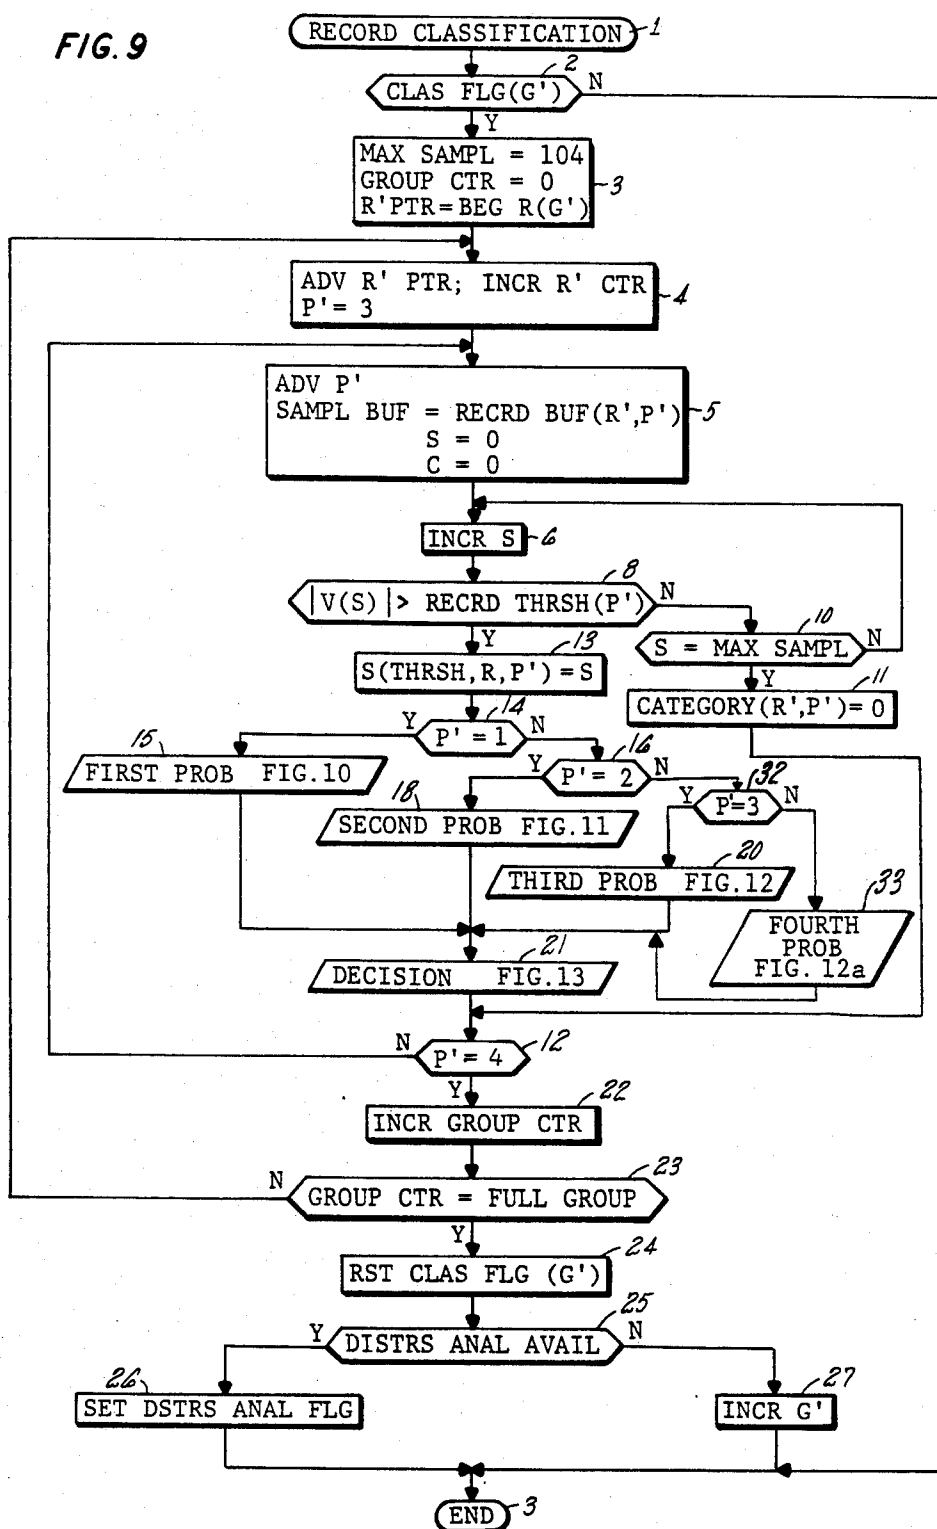 FIG. 9
RECORD CLASSIFICATION
1
2
CLAS FLG(G')
N
Y
MAX SAMPL = 104
GROUP CTR = 0
R'PTR=BEG R(G')
3
ADV R' PTR; INCR R' CTR
P'= 3
4
ADV P'
SAMPL BUF = RECRD BUF(R',P')
S = 0
C = 0
5
INCR S
6
8
|V(S)|> RECRD THRSH(P')
N
Y
10
S = MAX SAMPL
N
Y
13
S(THRSH,R,P')=S
11
CATEGORY(R',P')=0
14
Y
P'= 1
N
15
FIRST PROB FIG.10
16
Y
P'= 2
N
32
Y
P'=3
N
18
SECOND PROB FIG.11
20
THIRD PROB FIG.12
33
FOURTH
PROB
FIG. 12a
21
DECISION FIG.13
N
P'= 4
12
Y
22
INCR GROUP CTR
N
23
GROUP CTR = FULL GROUP
Y
24
RST CLAS FLG (G')
25
Y
DISTRS ANAL AVAIL
N
26
SET DSTRS ANAL FLG
27
INCR G'
END
3